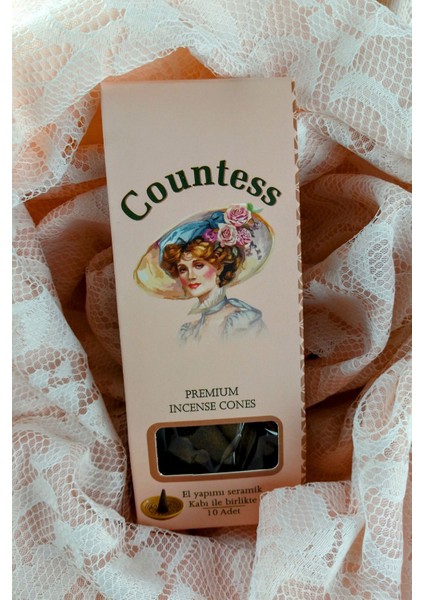 Countess
PREMIUM
INCENSE CONES
El yapımı seramik
Kabı ile birlikte
10 Adet